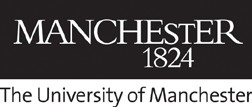 MANCHESTER
1824
The University of Manchester